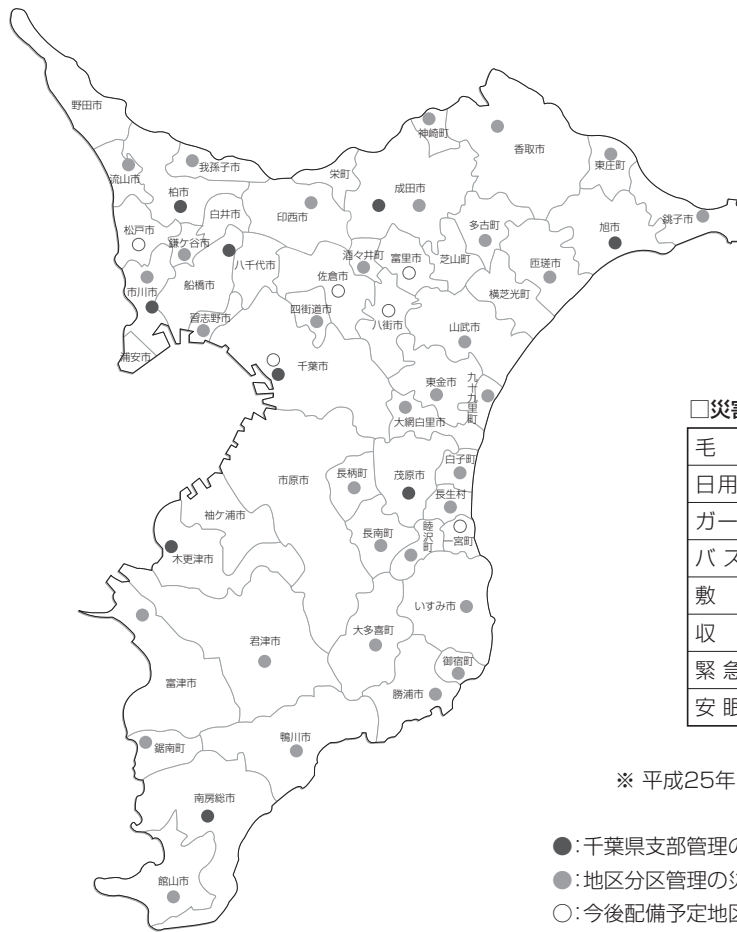 野田市
流山市
我孫子市
柏市
白井市
松戸市
鎌ケ谷市
市川市
船橋市
八千代市
習志野市
浦安市
印西市
栄町
成田市
神崎町
香取市
東庄町
銚子市
旭市
匝瑳市
多古町
芝山町
横芝光町
酒々井町
富里市
佐倉市
四街道市
八街市
山武市
千葉市
東金市
九十九里町
大網白里市
市原市
長柄町
茂原市
白子町
長生村
長南町
睦沢町
一宮町
袖ケ浦市
木更津市
いすみ市
君津市
大多喜町
御宿町
富津市
勝浦市
鋸南町
鴨川市
南房総市
館山市
□災害
毛
日用
ガー
バス
敷
収
緊急
安眠
※ 平成25年
●:千葉県支部管理の
●:地区分区管理の災
○:今後配備予定地区